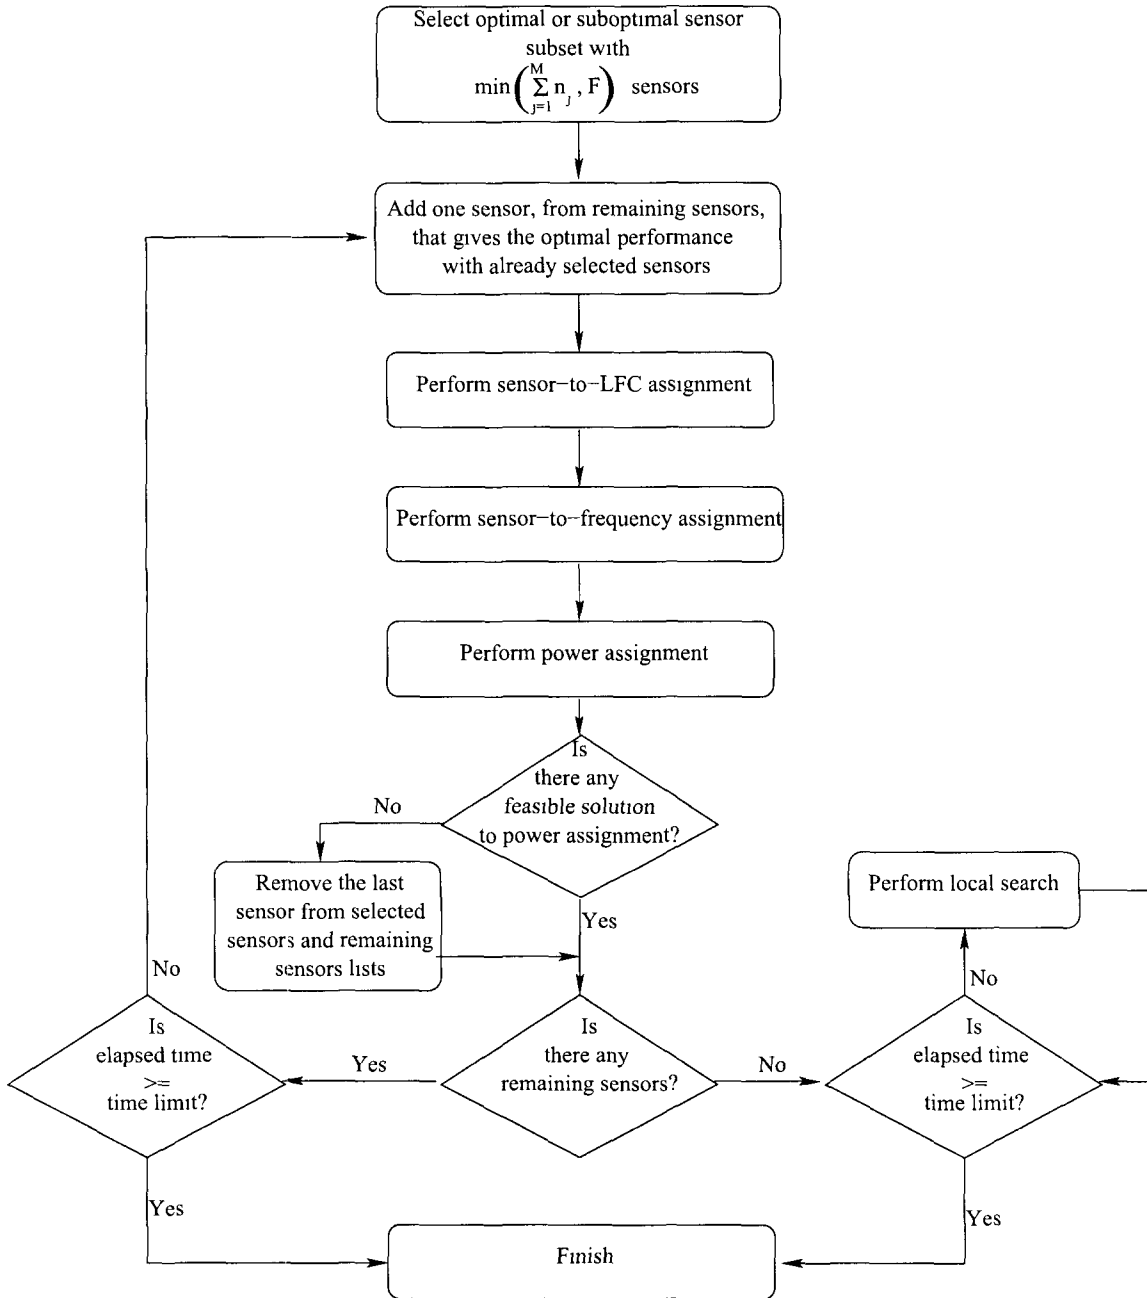 Select optimal or suboptimal sensor
subset with
min(∑_{j=1}^{M} n_j, F) sensors
Add one sensor, from remaining sensors,
that gives the optimal performance
with already selected sensors
Perform sensor-to-LFC assignment
Perform sensor-to-frequency assignment
Perform power assignment
Is
there any
feasible solution
to power assignment?
No
Remove the last
sensor from selected
sensors and remaining
sensors lists
Yes
Perform local search
No
No
Is
elapsed time
>=
time limit?
Yes
Is
there any
remaining sensors?
No
Is
elapsed time
>=
time limit?
Yes
Yes
Finish